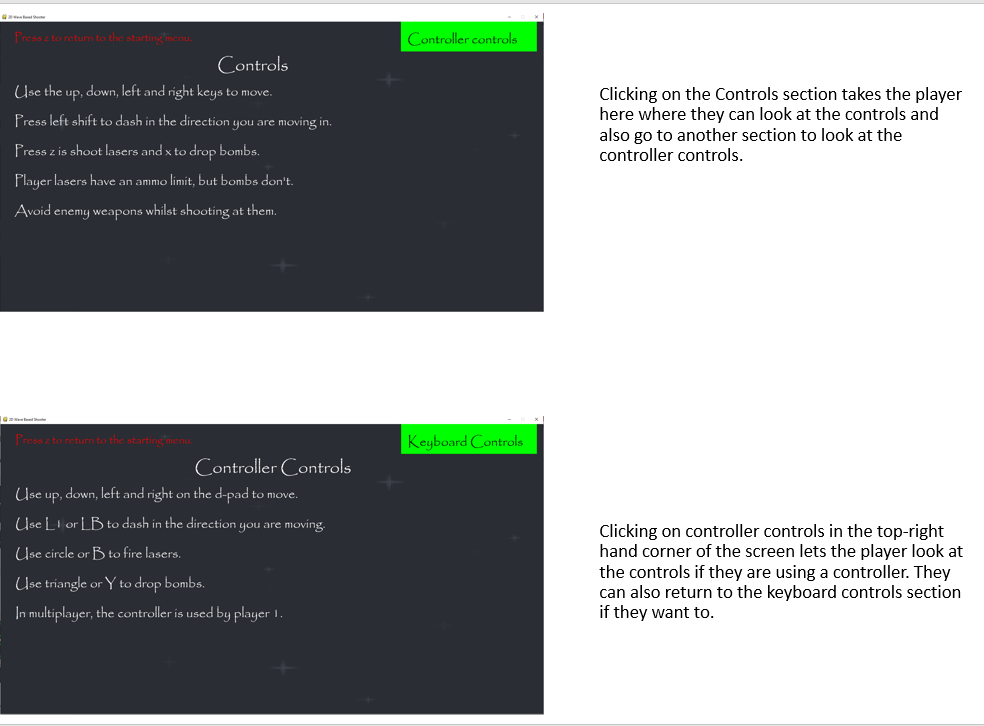 2D Wave Based Shooter
Press z to return to the starting menu.
Controller controls
Controls
Use the up, down, left and right keys to move.
Press left shift to dash in the direction you are moving in.
Press z is shoot lasers and x to drop bombs.
Player lasers have an ammo limit, but bombs don't.
Avoid enemy weapons whilst shooting at them.
Clicking on the Controls section takes the player
here where they can look at the controls and
also go to another section to look at the
controller controls.
2D Wave Based Shooter
Press z to return to the starting menu.
Keyboard Controls
Controller Controls
Use up, down, left and right on the d-pad to move.
Use L1 or LB to dash in the direction you are moving.
Use circle or B to fire lasers.
Use triangle or Y to drop bombs.
In multiplayer, the controller is used by player 1.
Clicking on controller controls in the top-right
hand corner of the screen lets the player look at
the controls if they are using a controller. They
can also return to the keyboard controls section
if they want to.